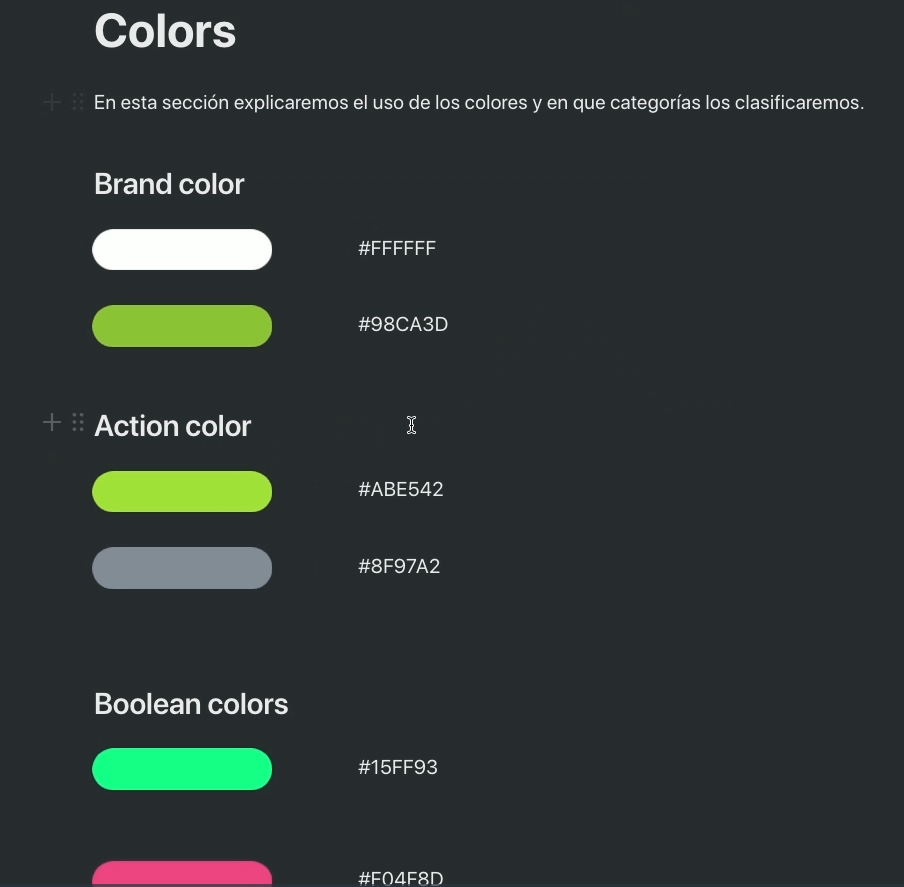 Colors
En esta sección explicaremos el uso de los colores y en que categorías los clasificaremos.
Brand color
#FFFFFF
#98CA3D
Action color
#ABE542
#8F97A2
Boolean colors
#15FF93
#F04F8D